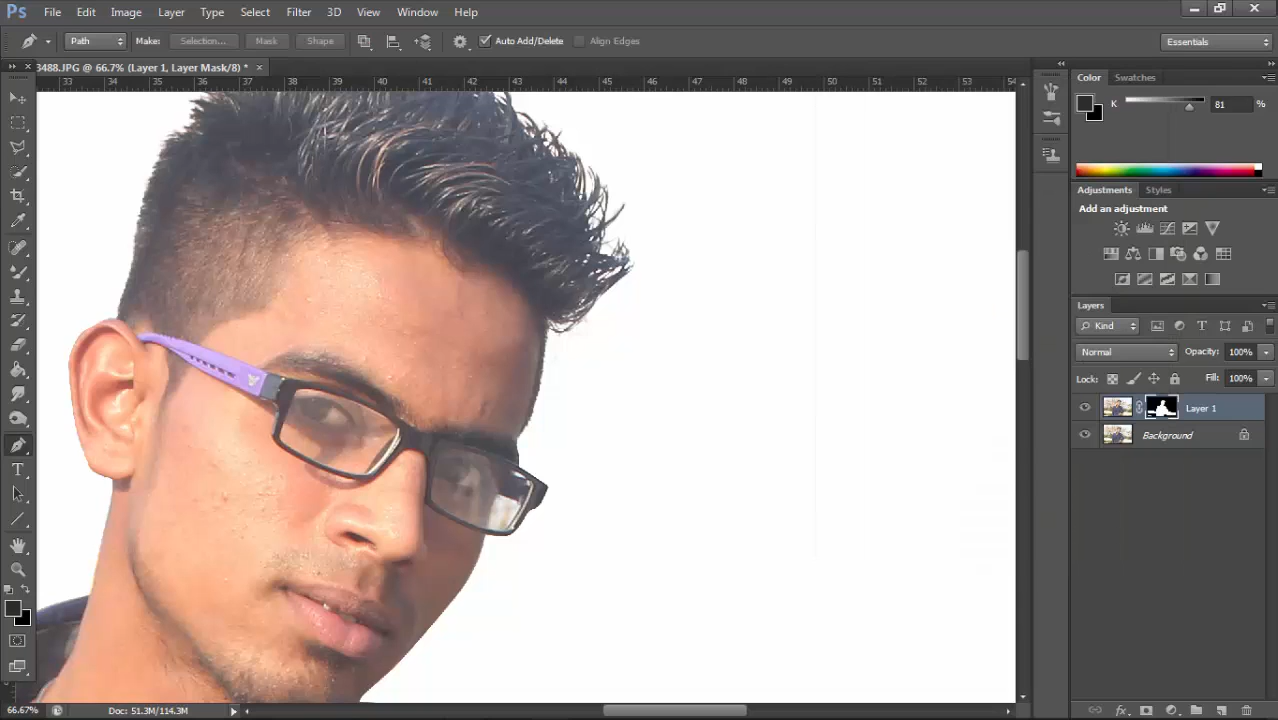 Ps File Edit Image Layer Type Select Filter 3D View Window Help
Path Make: Selection... Mask Shape Auto Add/Delete Align Edges Essentials
3488.JPG @ 66.7% (Layer 1, Layer Mask/8) * ×
33 34 35 36 37 38 39 40 41 42 43 44 45 46 47 48 49 50 51 52 53 54
Color Swatches
K 81 %
Adjustments Styles
Add an adjustment
Layers
Kind
Normal Opacity: 100%
Lock: Fill: 100%
Layer 1
Background
66.67% Doc: 51.3M/114.3M